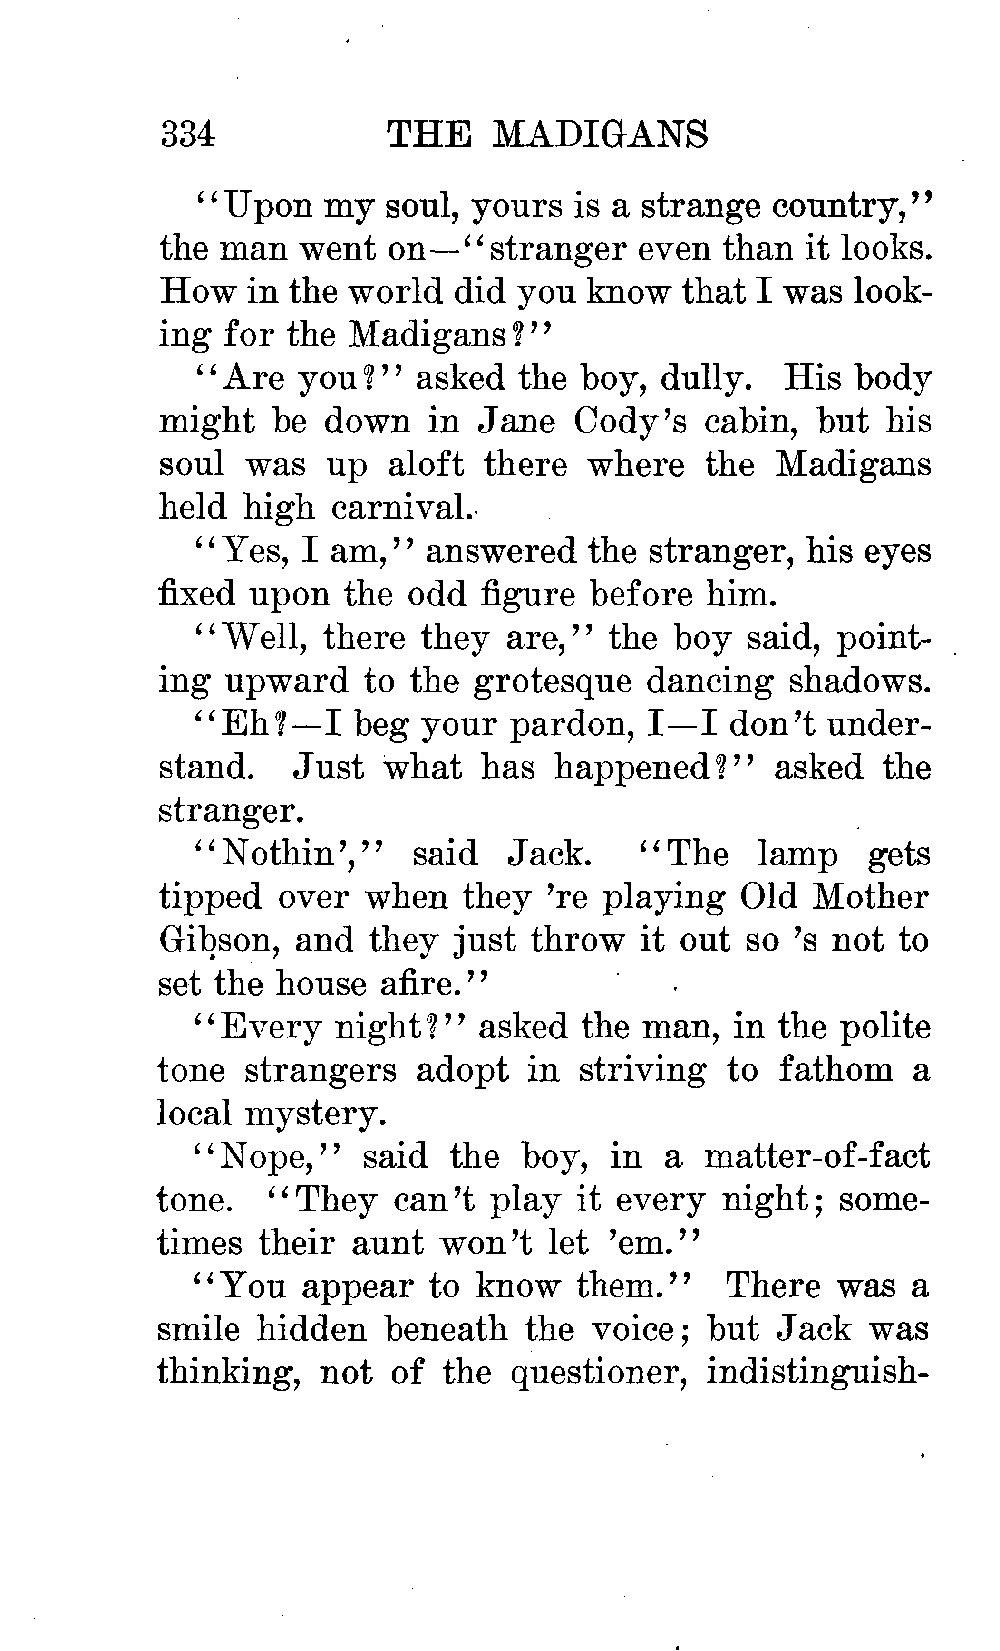 334 THE MADIGANS
"Upon my soul, yours is a strange country,"
the man went on—"stranger even than it looks.
How in the world did you know that I was look-
ing for the Madigans?"
"Are you?" asked the boy, dully. His body
might be down in Jane Cody's cabin, but his
soul was up aloft there where the Madigans
held high carnival.
"Yes, I am," answered the stranger, his eyes
fixed upon the odd figure before him.
"Well, there they are," the boy said, point-
ing upward to the grotesque dancing shadows.
"Eh?—I beg your pardon, I—I don't under-
stand. Just what has happened?" asked the
stranger.
"Nothin'," said Jack. "The lamp gets
tipped over when they 're playing Old Mother
Gibson, and they just throw it out so 's not to
set the house afire."
"Every night?" asked the man, in the polite
tone strangers adopt in striving to fathom a
local mystery.
"Nope," said the boy, in a matter-of-fact
tone. "They can't play it every night; some-
times their aunt won't let 'em."
"You appear to know them." There was a
smile hidden beneath the voice; but Jack was
thinking, not of the questioner, indistinguish-